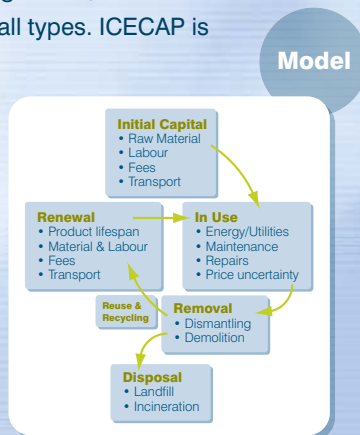 all types. ICECAP is
Model
Initial Capital
• Raw Material
• Labour
• Fees
• Transport
Renewal
• Product lifespan
• Material & Labour
• Fees
• Transport
In Use
• Energy/Utilities
• Maintenance
• Repairs
• Price uncertainty
Reuse &
Recycling
Removal
• Dismantling
• Demolition
Disposal
• Landfill
• Incineration